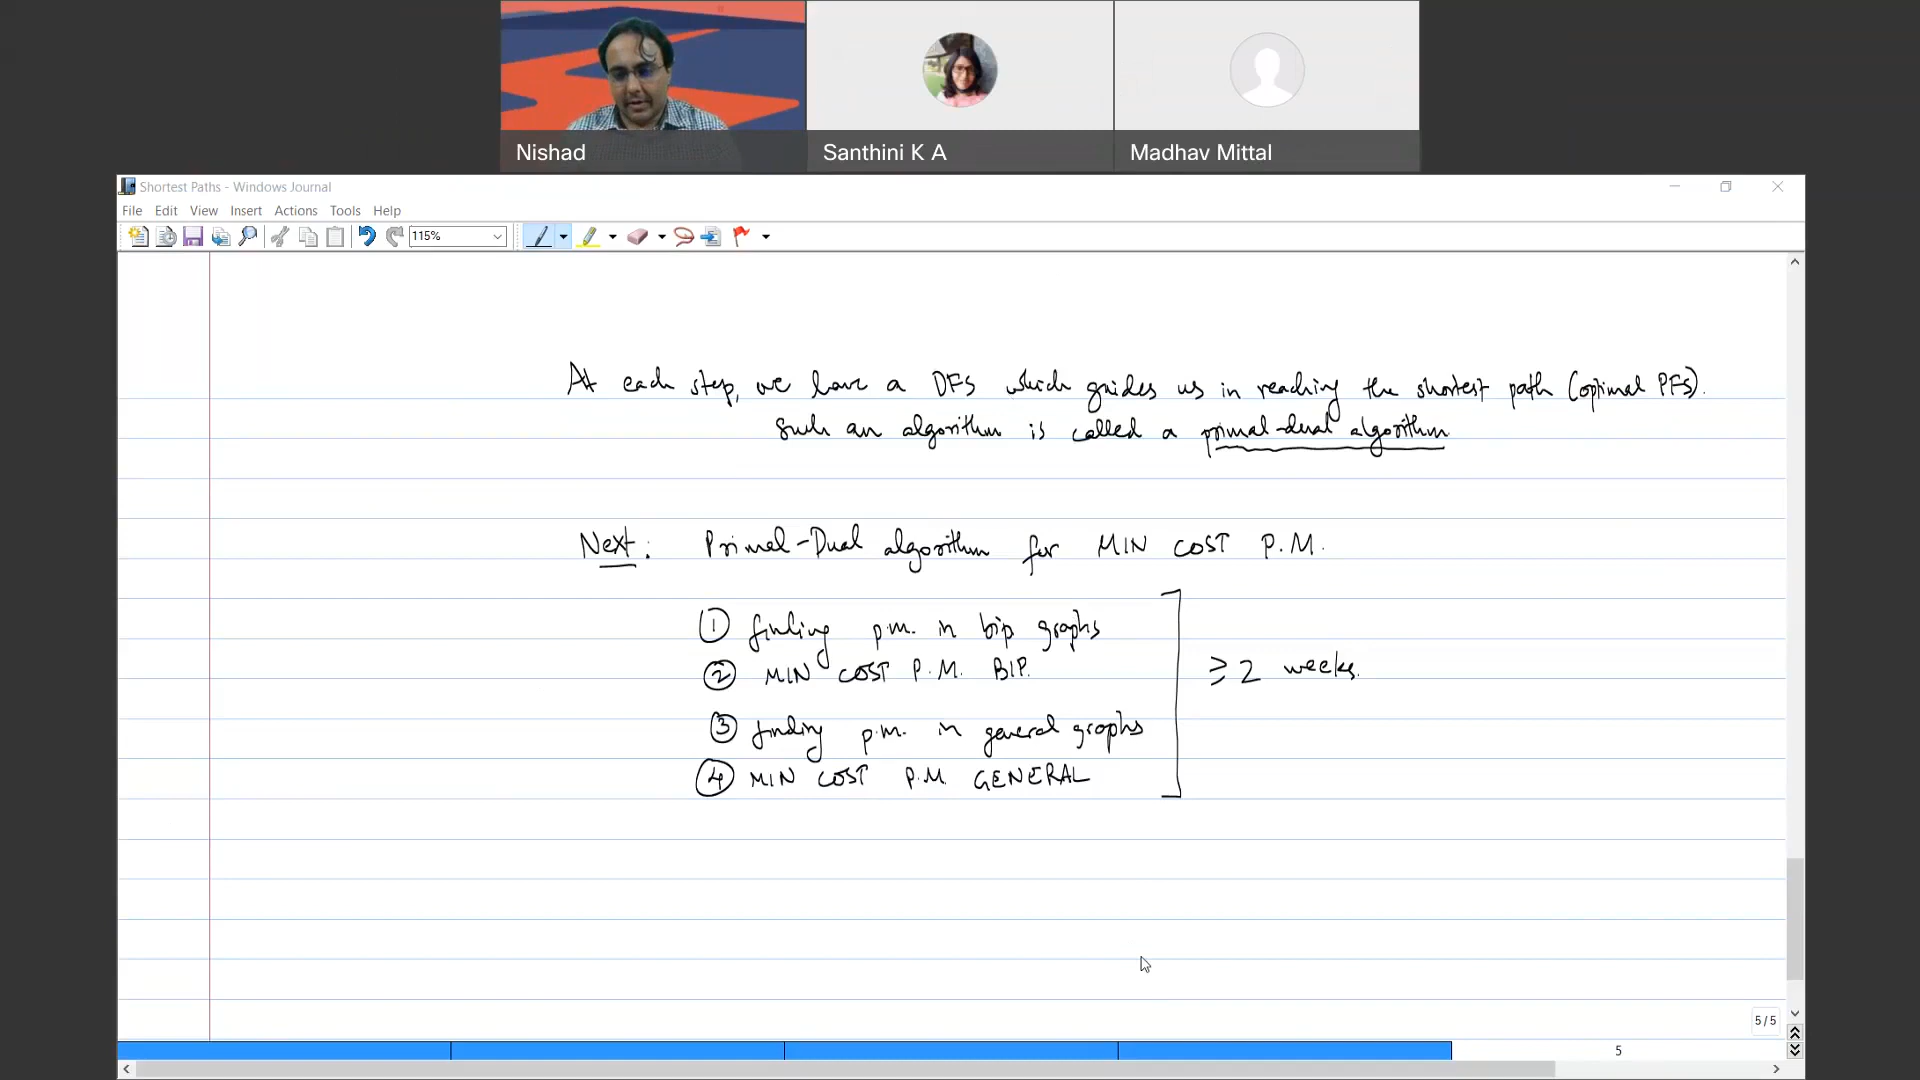 Nishad
Santhini K A
Madhav Mittal
Shortest Paths - Windows Journal
File Edit View Insert Actions Tools Help
115%
At each step, we have a DFS which guides us in reaching the shortest path (optimal PFS).
Such an algorithm is called a primal-dual algorithm
Next: Primal-Dual algorithm for MIN COST P.M.
① finding p.m. in bip graphs
② MIN COST P.M. BIP.
③ finding p.m. in general graphs
④ MIN COST P.M. GENERAL
≥ 2 weeks.
5 / 5
5